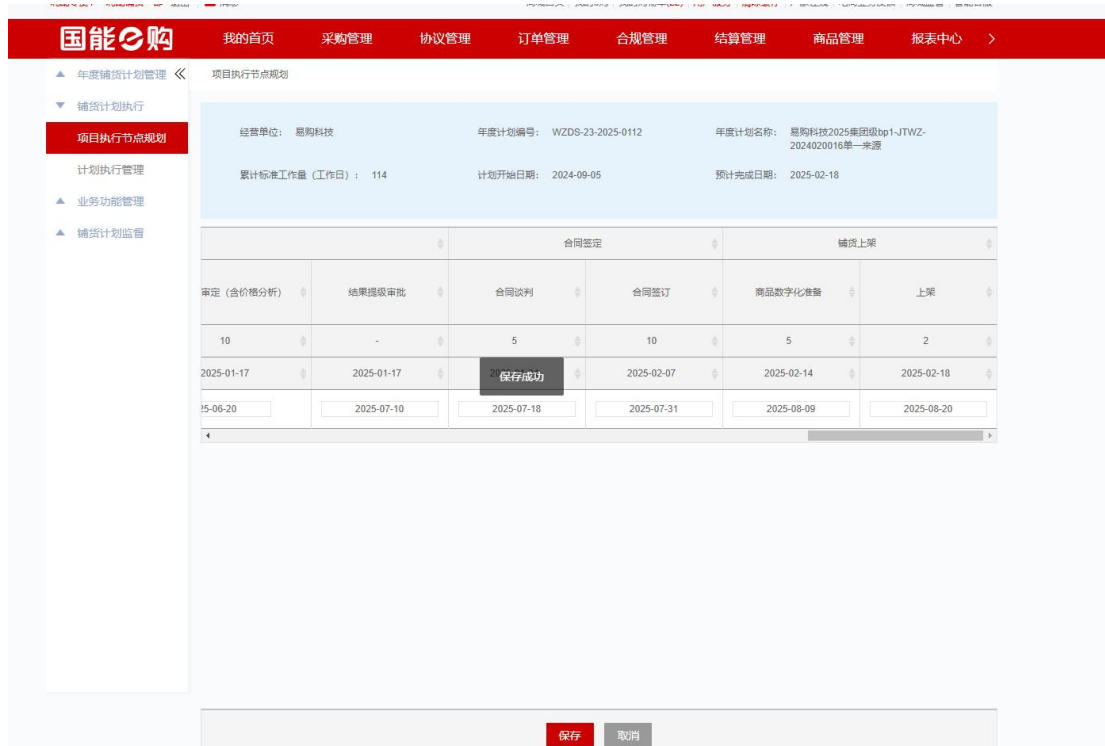 国能e购
我的首页 采购管理 协议管理 订单管理 合规管理 结算管理 商品管理 报表中心 >
年度铺货计划管理 «
项目执行节点规划
铺货计划执行
项目执行节点规划
计划执行管理
业务功能管理
铺货计划监督
经营单位： 易购科技 年度计划编号： WZDS-23-2025-0112 年度计划名称： 易购科技2025集团级bp1-JTWZ-
2024020016单一来源
累计标准工作量（工作日）： 114 计划开始日期： 2024-09-05 预计完成日期： 2025-02-18
合同签定 铺货上架
审定（含价格分析） 结果提级审批 合同谈判 合同签订 商品数字化准备 上架
10 - 5 10 5 2
2025-01-17 2025-01-17 2025-02-07 2025-02-14 2025-02-18
保存成功
25-06-20 2025-07-10 2025-07-18 2025-07-31 2025-08-09 2025-08-20
保存 取消